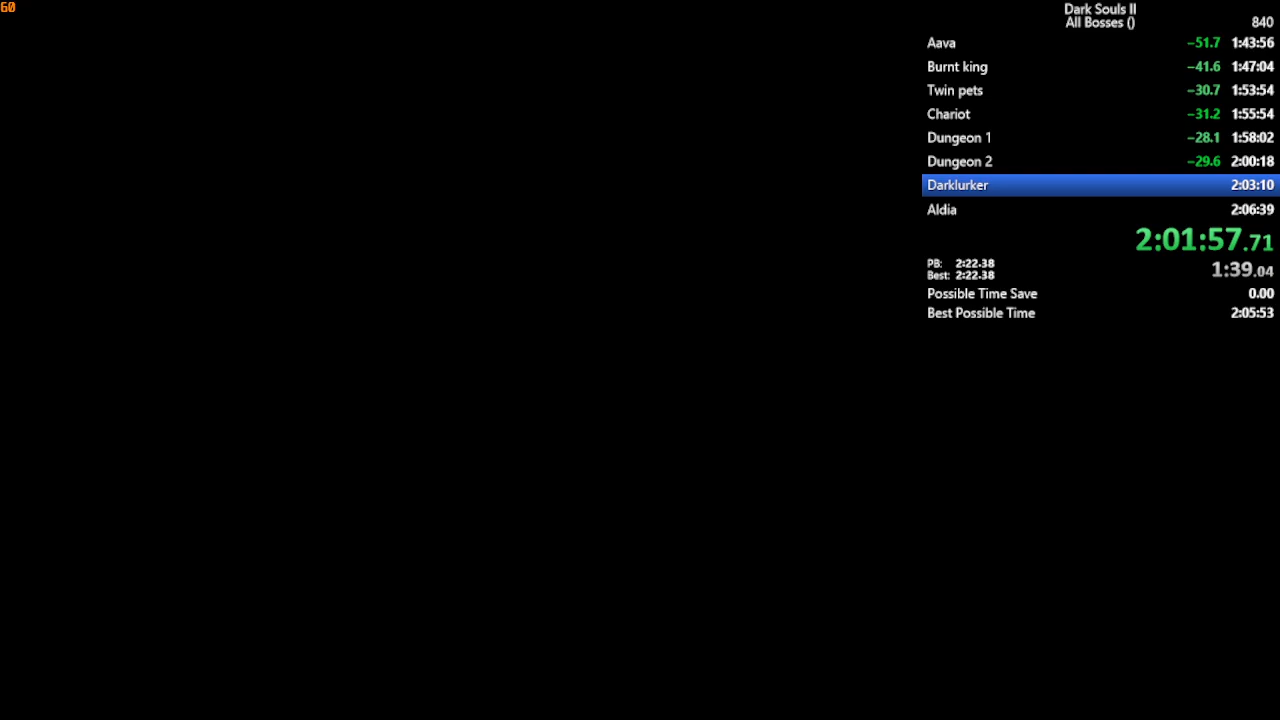 60
Dark Souls II
All Bosses () 840
Aava -51.7 1:43:56
Burnt king -41.6 1:47:04
Twin pets -30.7 1:53:54
Chariot -31.2 1:55:54
Dungeon 1 -28.1 1:58:02
Dungeon 2 -29.6 2:00:18
Darklurker 2:03:10
Aldia 2:06:39
2:01:57.71
PB: 2:22.38 1:39.04
Best: 2:22.38
Possible Time Save 0.00
Best Possible Time 2:05:53